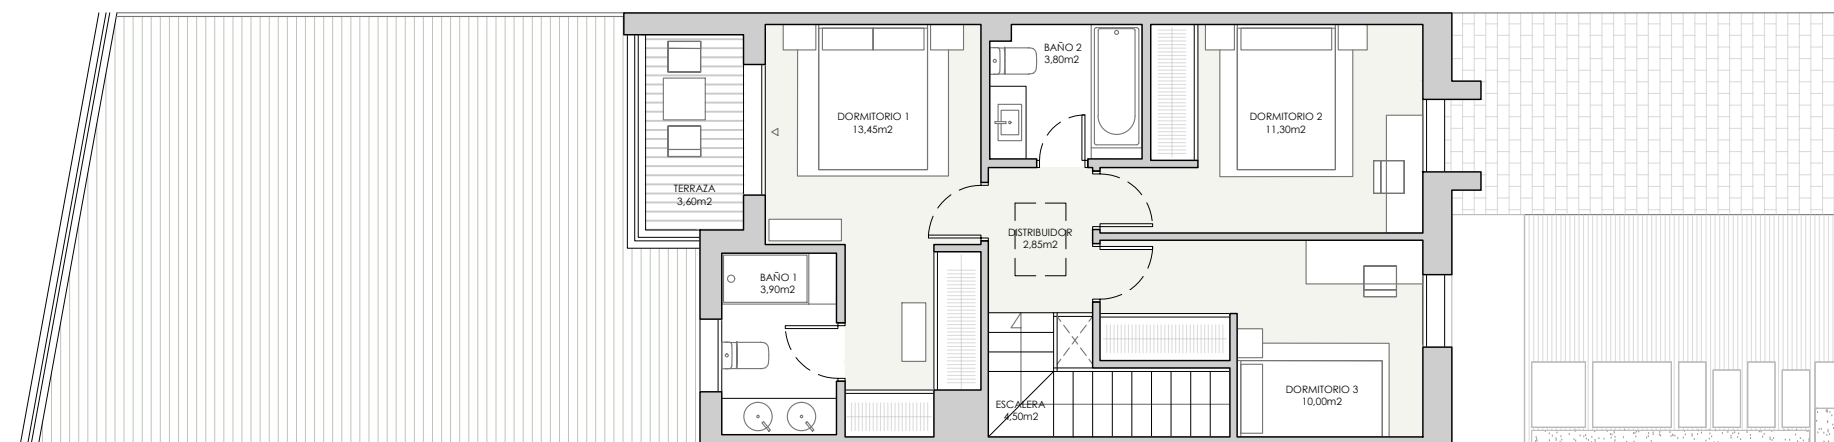 BAÑO 2
3,80m2
DORMITORIO 1
13,45m2
DORMITORIO 2
11,30m2
TERRAZA
3,60m2
DISTRIBUIDOR
2,85m2
BAÑO 1
3,90m2
DORMITORIO 3
10,00m2
ESCALERA
4,50m2